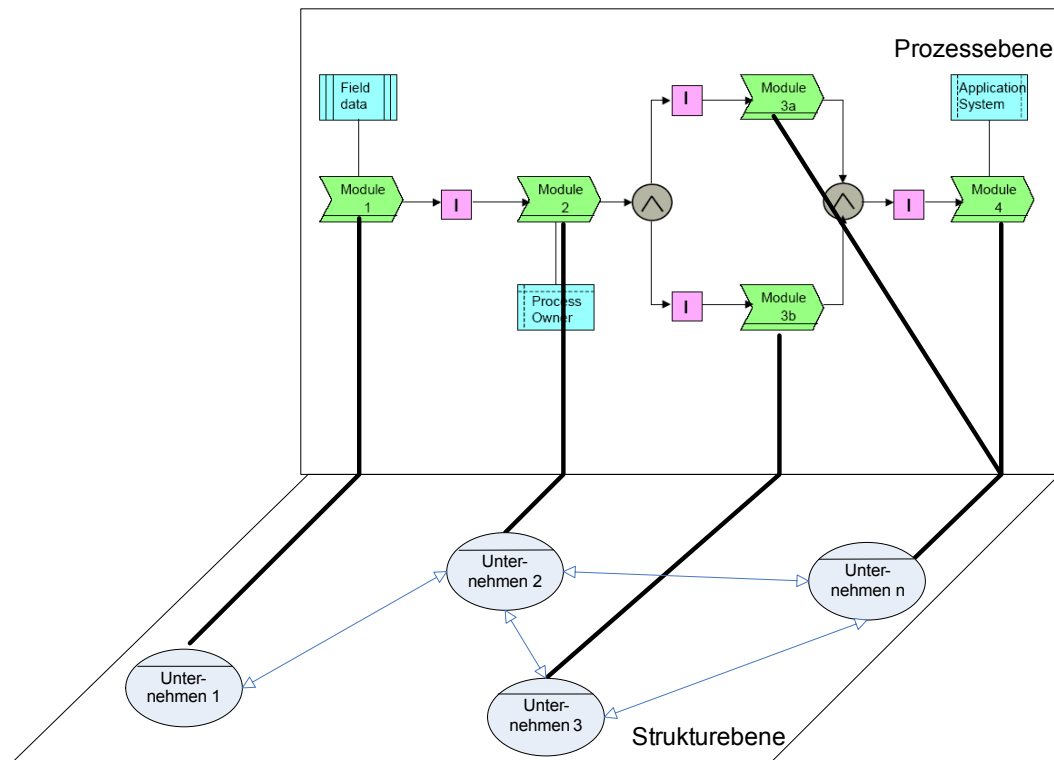 Prozessebene
Field
data
Module
3a
Application
System
I
Module
1
I
Module
2
I
Module
4
Process
Owner
I
Module
3b
Unter-
nehmen 2
Unter-
nehmen n
Unter-
nehmen 1
Unter-
nehmen 3
Strukturebene